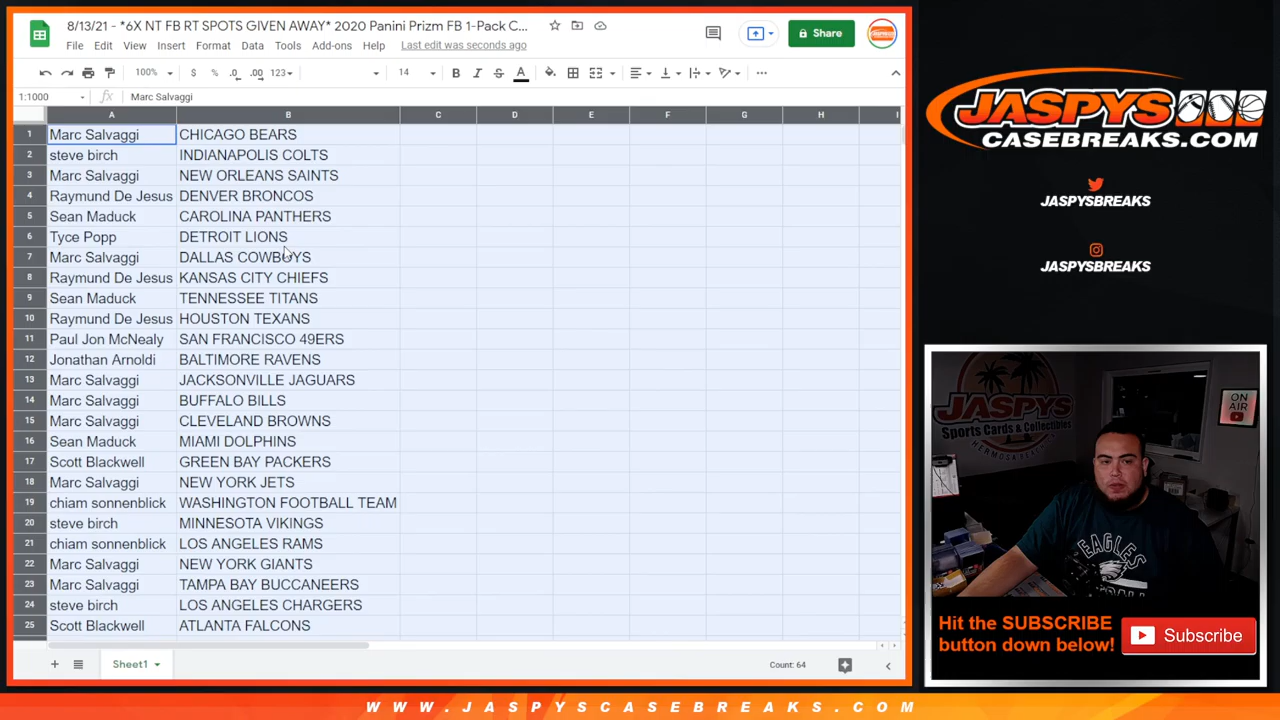 8/13/21 - *6X NT FB RT SPOTS GIVEN AWAY* 2020 Panini Prizm FB 1-Pack C...
File Edit View Insert Format Data Tools Add-ons Help Last edit was seconds ago
Share
100% $ % .0 .00 123 14 B I S A
1:1000 fx Marc Salvaggi
A B C D E F G H I
1 Marc Salvaggi CHICAGO BEARS
2 steve birch INDIANAPOLIS COLTS
3 Marc Salvaggi NEW ORLEANS SAINTS
4 Raymund De Jesus DENVER BRONCOS
5 Sean Maduck CAROLINA PANTHERS
6 Tyce Popp DETROIT LIONS
7 Marc Salvaggi DALLAS COWBOYS
8 Raymund De Jesus KANSAS CITY CHIEFS
9 Sean Maduck TENNESSEE TITANS
10 Raymund De Jesus HOUSTON TEXANS
11 Paul Jon McNealy SAN FRANCISCO 49ERS
12 Jonathan Arnoldi BALTIMORE RAVENS
13 Marc Salvaggi JACKSONVILLE JAGUARS
14 Marc Salvaggi BUFFALO BILLS
15 Marc Salvaggi CLEVELAND BROWNS
16 Sean Maduck MIAMI DOLPHINS
17 Scott Blackwell GREEN BAY PACKERS
18 Marc Salvaggi NEW YORK JETS
19 chiam sonnenblick WASHINGTON FOOTBALL TEAM
20 steve birch MINNESOTA VIKINGS
21 chiam sonnenblick LOS ANGELES RAMS
22 Marc Salvaggi NEW YORK GIANTS
23 Marc Salvaggi TAMPA BAY BUCCANEERS
24 steve birch LOS ANGELES CHARGERS
25 Scott Blackwell ATLANTA FALCONS
Sheet1
Count: 64
JASPYS
CASEBREAKS.COM
JASPYSBREAKS
JASPYSBREAKS
JASPYS
Sports Cards & Collectibles
HERMOSA BEACH
ON AIR
EAGLES
Hit the SUBSCRIBE
button down below!
Subscribe
WWW.JASPYSCASEBREAKS.COM